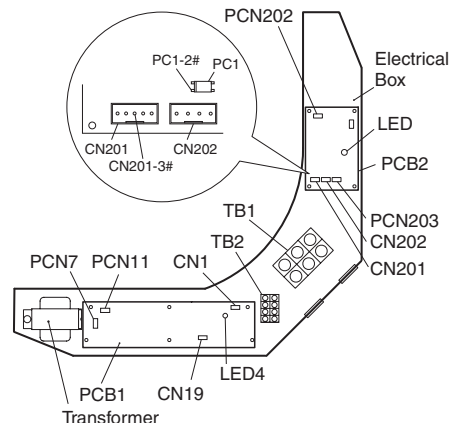 PCN202
PC1-2#
PC1
Electrical
Box
LED
CN201
CN202
CN201-3#
PCB2
TB1
PCN203
CN202
CN201
TB2
PCN7
PCN11
CN1
PCB1
CN19
LED4
Transformer